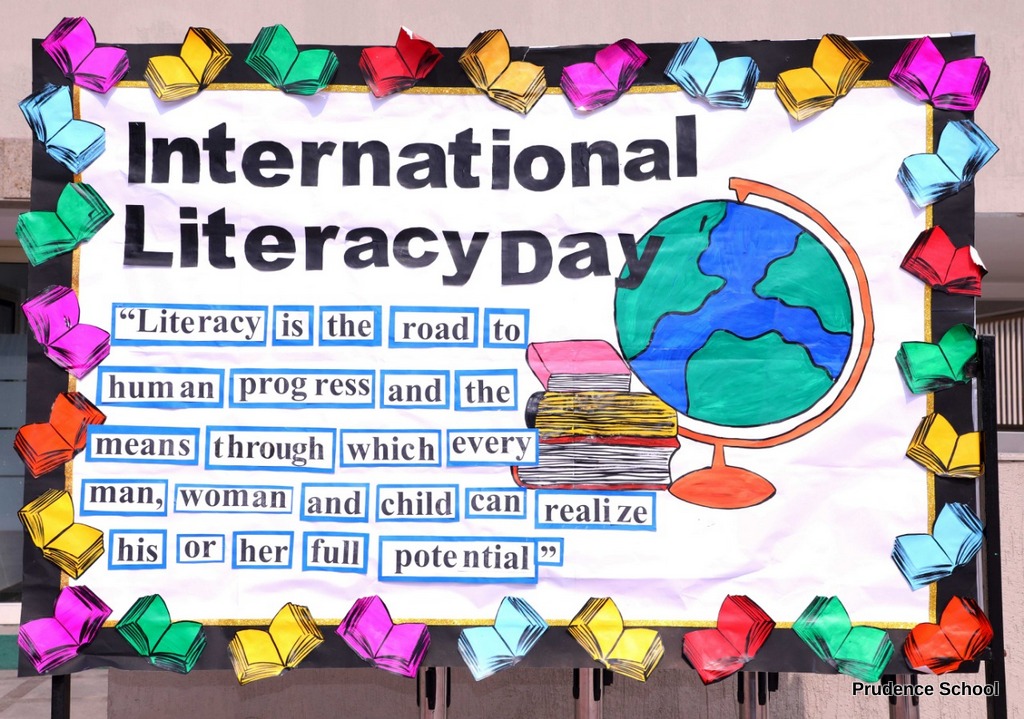 International
Literacy Day
“Literacy is the road to
human progress and the
means through which every
man, woman and child can realize
his or her full potential”
Prudence School